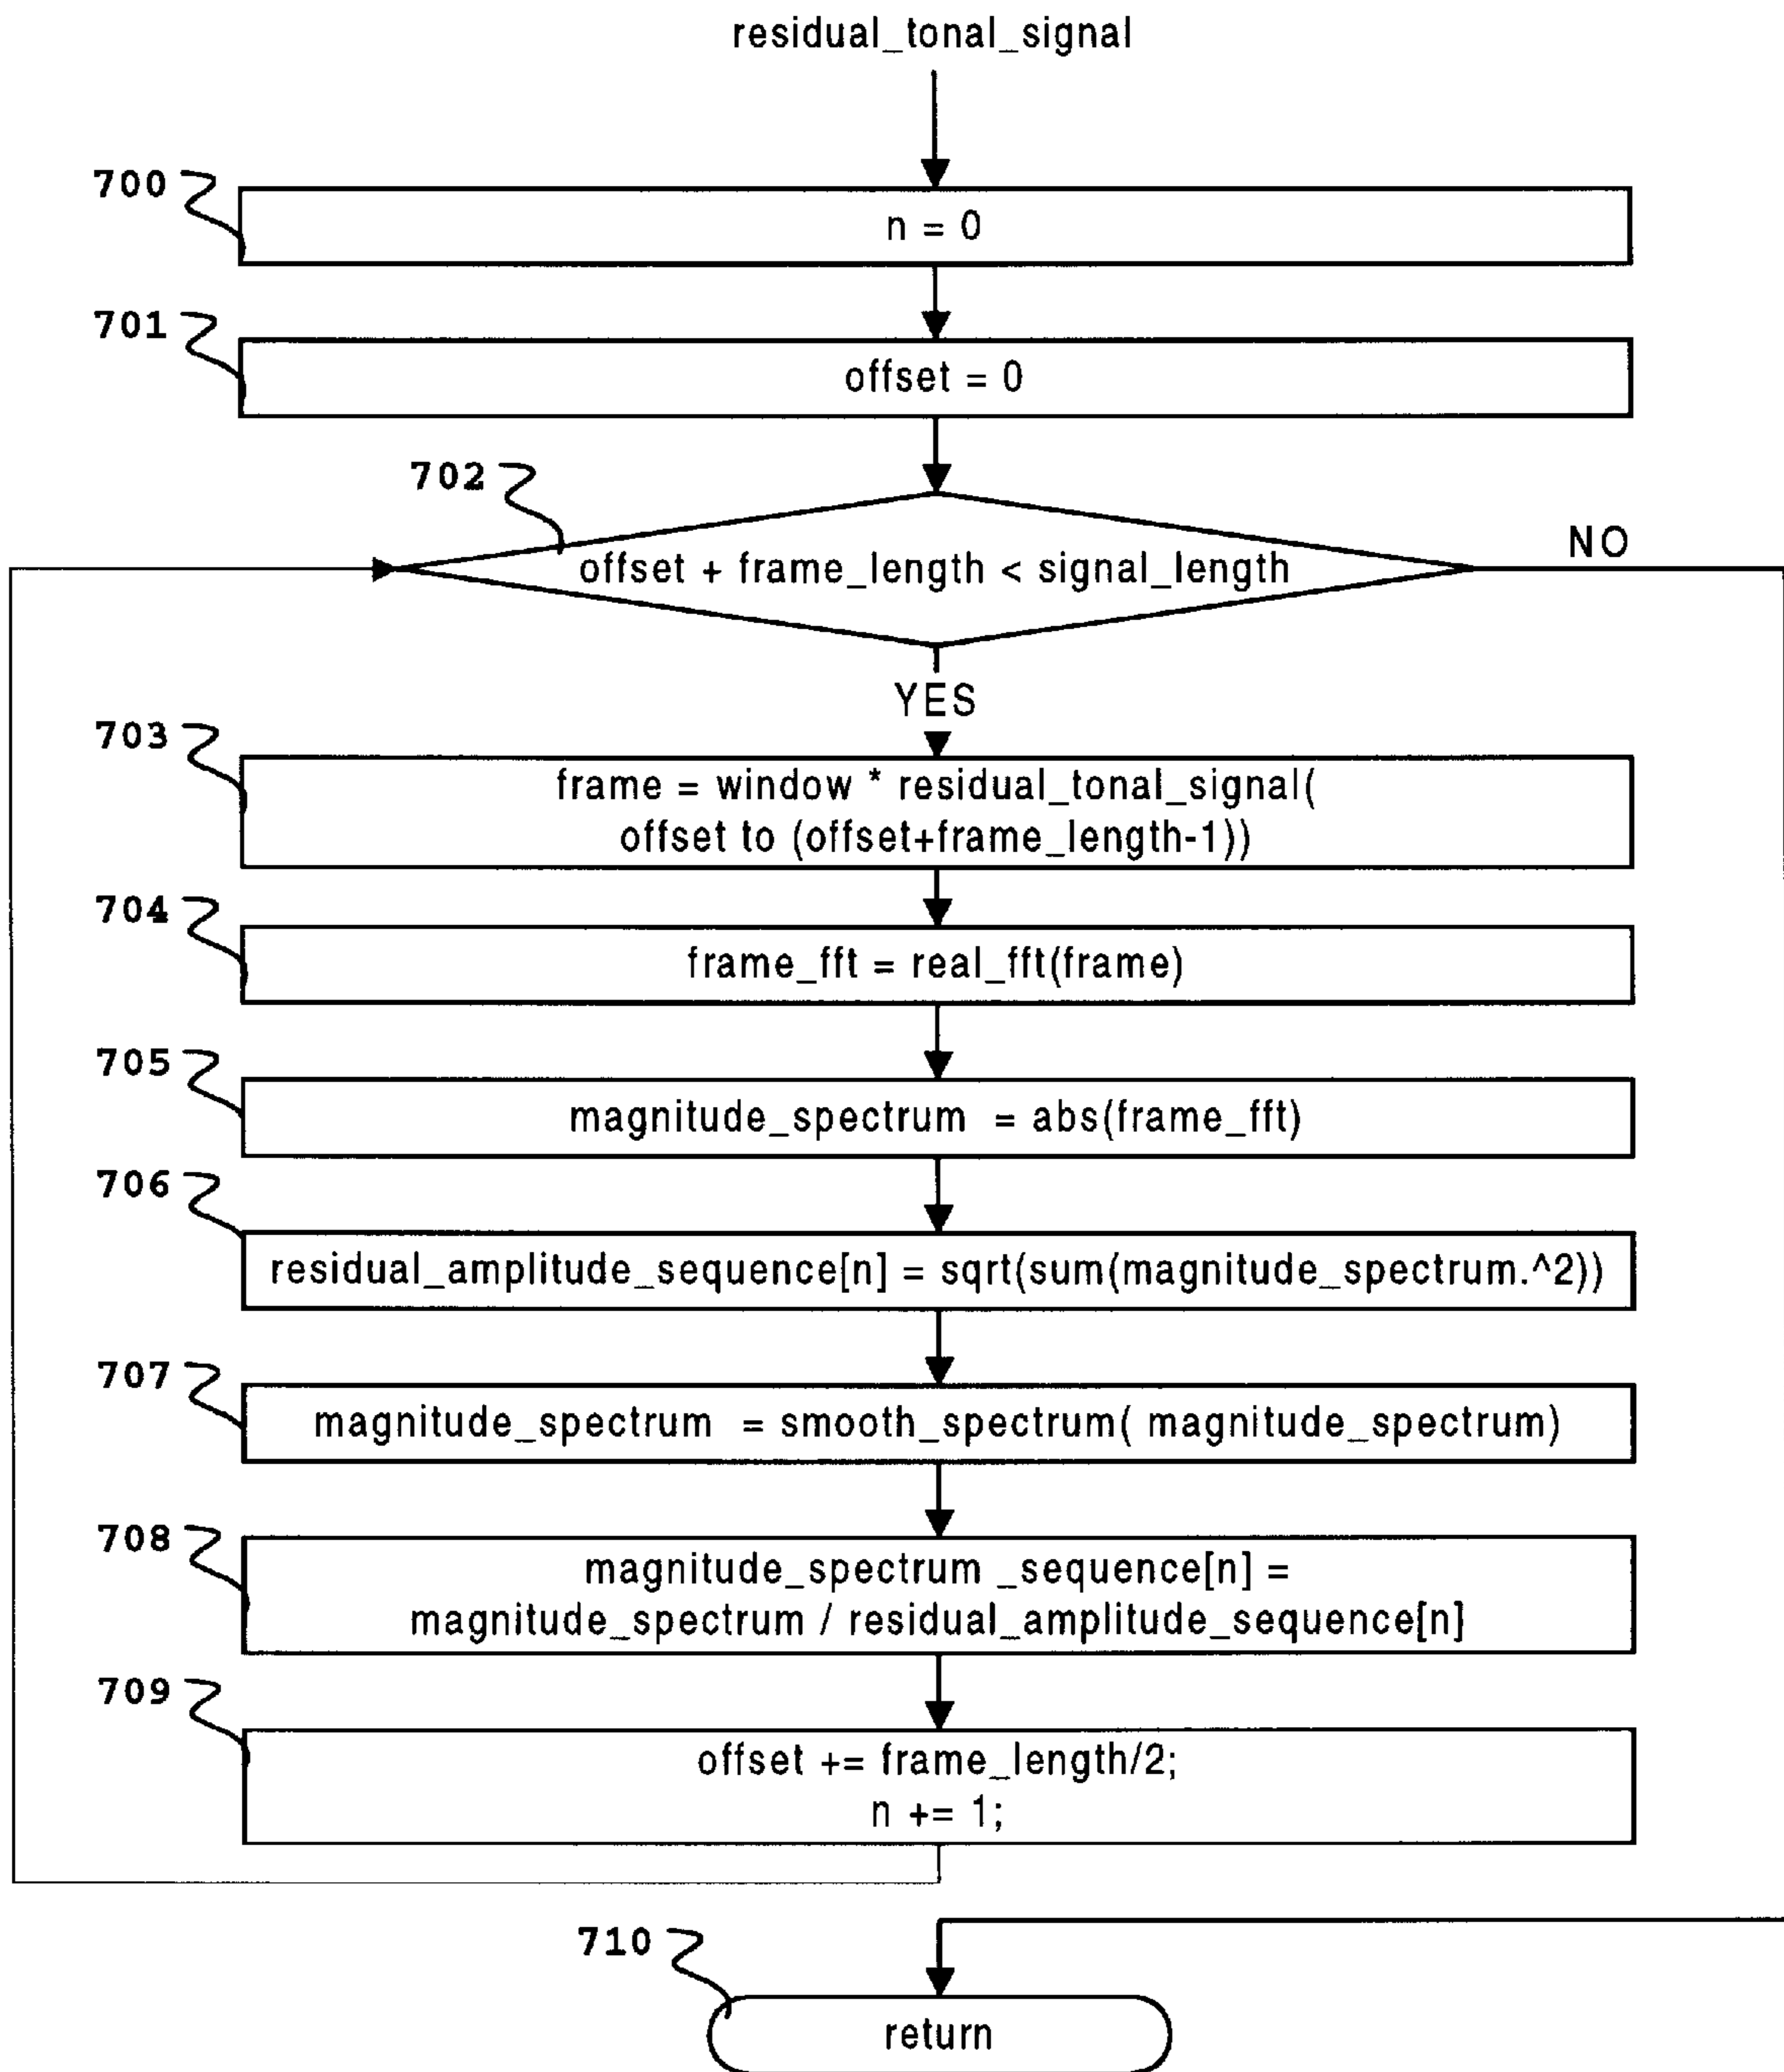 residual_tonal_signal
700
n = 0
701
offset = 0
702
offset + frame_length < signal_length
NO
YES
703
frame = window * residual_tonal_signal(
offset to (offset+frame_length-1))
704
frame_fft = real_fft(frame)
705
magnitude_spectrum = abs(frame_fft)
706
residual_amplitude_sequence[n] = sqrt(sum(magnitude_spectrum.^2))
707
magnitude_spectrum = smooth_spectrum( magnitude_spectrum)
708
magnitude_spectrum _sequence[n] =
magnitude_spectrum / residual_amplitude_sequence[n]
709
offset += frame_length/2;
n += 1;
710
return